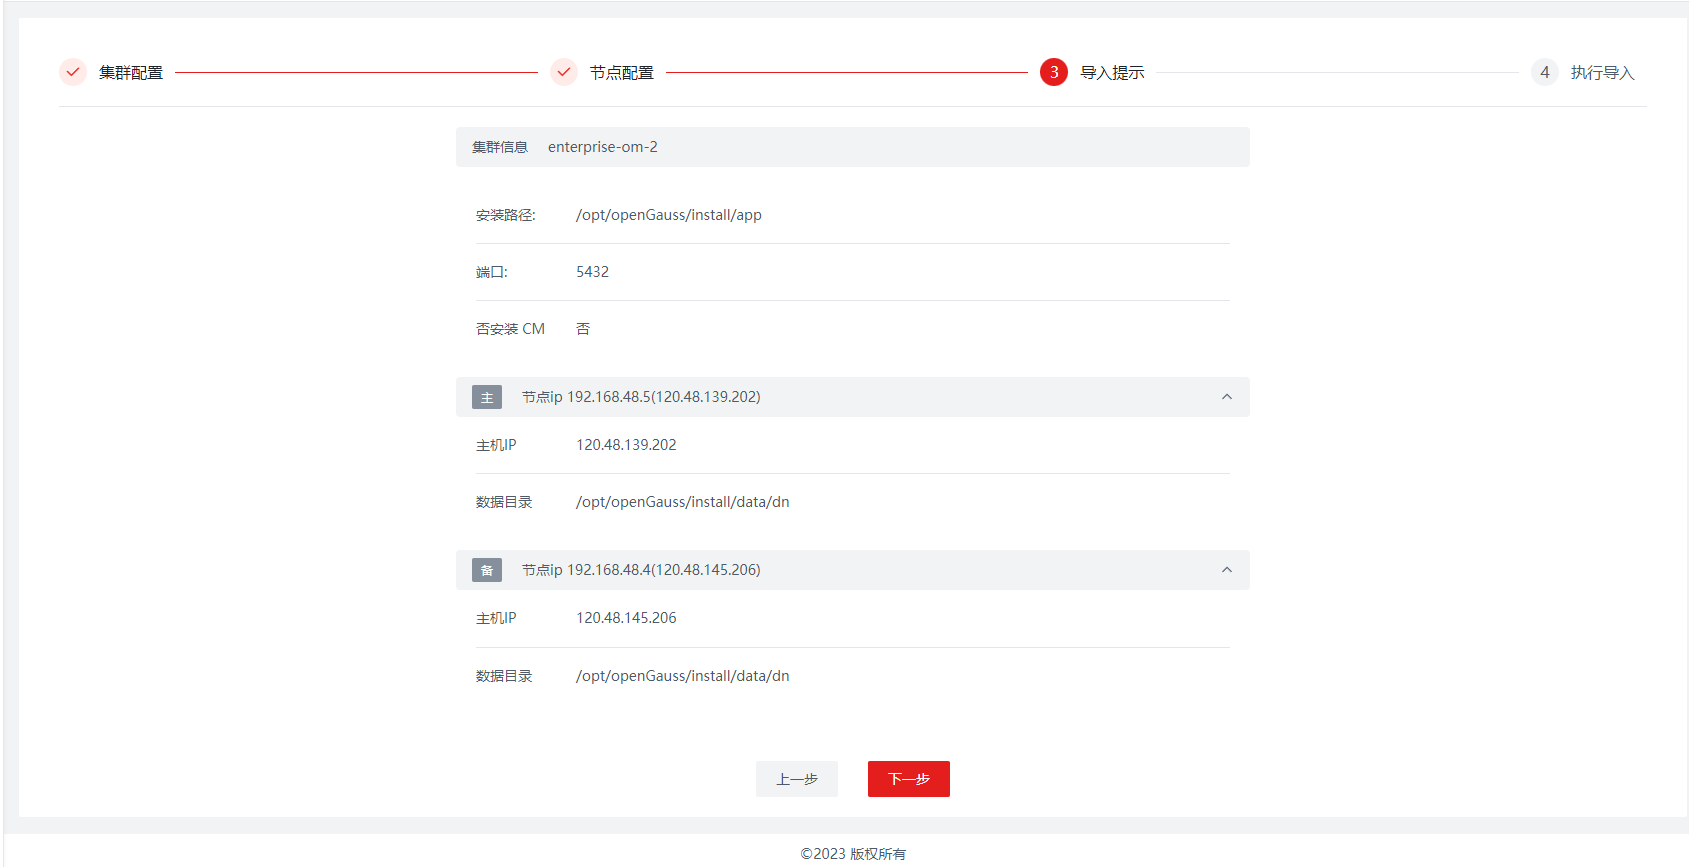 集群配置 节点配置 3 导入提示 4 执行导入
集群信息 enterprise-om-2
安装路径: /opt/openGauss/install/app
端口: 5432
否安装 CM 否
主 节点ip 192.168.48.5(120.48.139.202)
主机IP 120.48.139.202
数据目录 /opt/openGauss/install/data/dn
备 节点ip 192.168.48.4(120.48.145.206)
主机IP 120.48.145.206
数据目录 /opt/openGauss/install/data/dn
上一步 下一步
©2023 版权所有